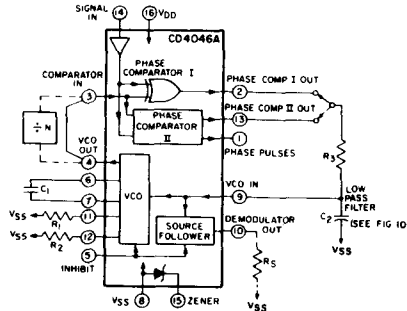 SIGNAL IN
14
16 VDD
CD4046A
PHASE COMPARATOR I
COMPARATOR IN
3
2
PHASE COMP I OUT
÷ N
PHASE COMPARATOR II
13
PHASE COMP II OUT
1
PHASE PULSES
VCO OUT
4
R3
6
C1
7
VCO
VCO IN
9
LOW PASS FILTER
VSS
R1
11
SOURCE FOLLOWER
DEMODULATOR OUT
10
C2
(SEE FIG 10
VSS
R2
12
VSS
5
INHIBIT
RS
VSS
8
15 ZENER
VSS